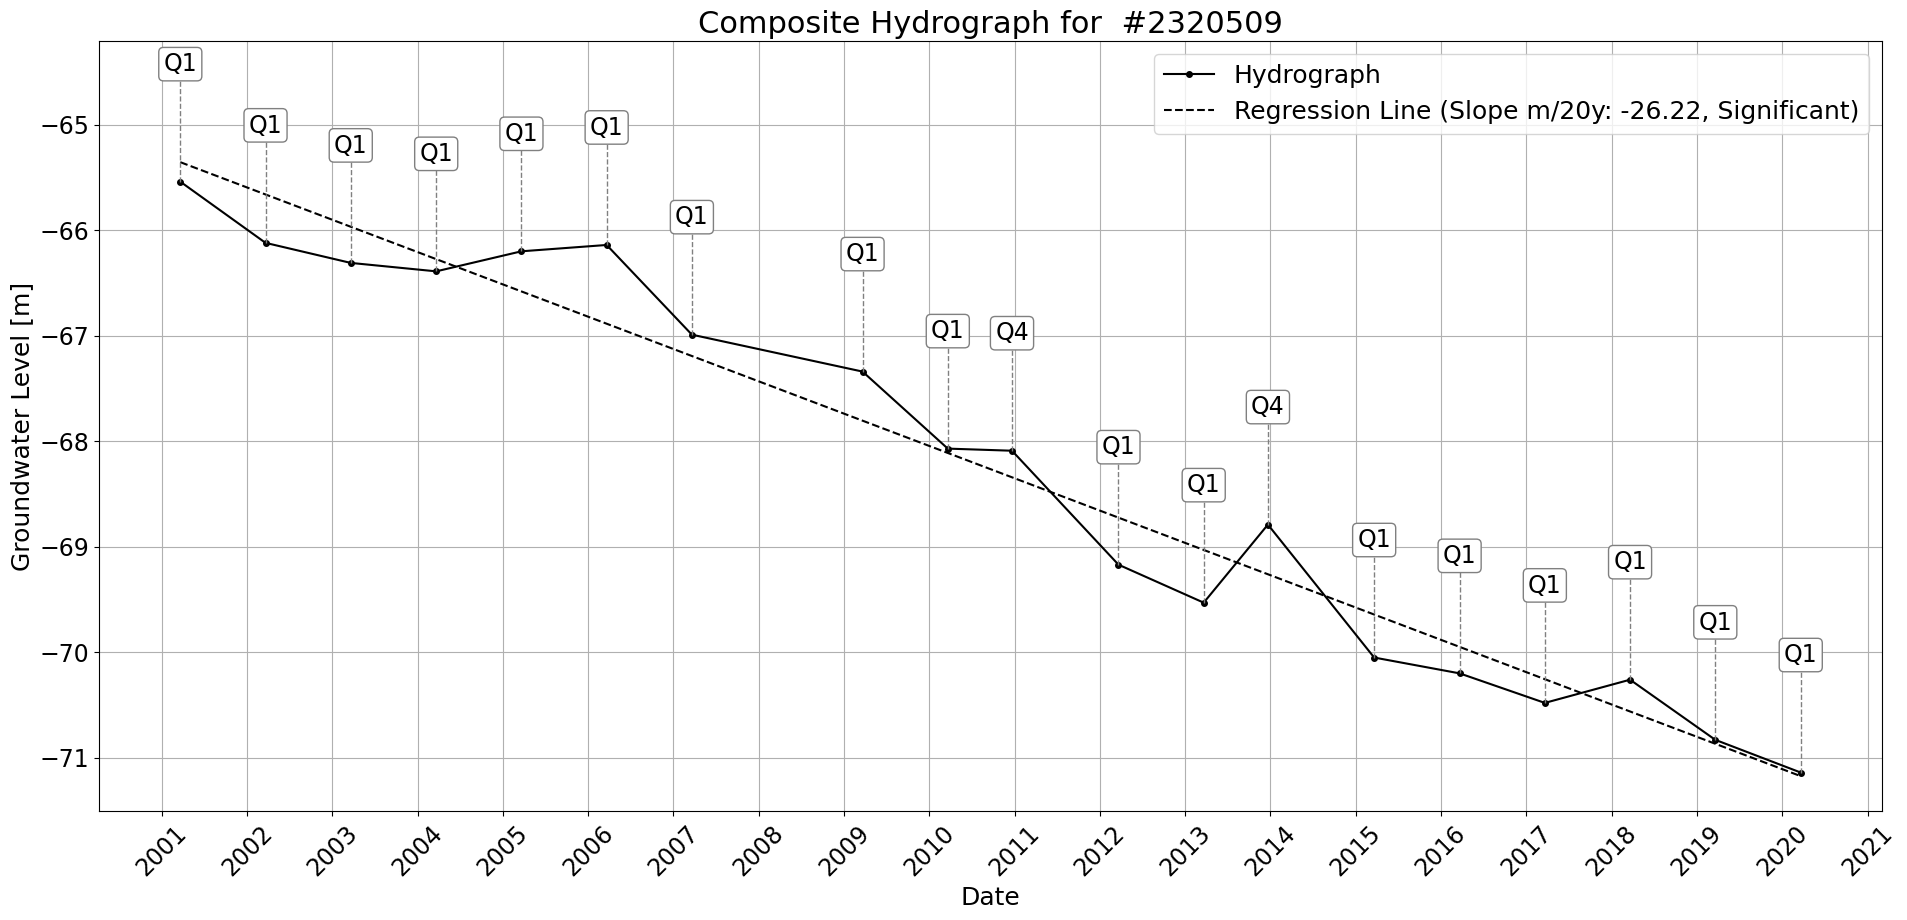 Composite Hydrograph for  #2320509
Hydrograph
Regression Line (Slope m/20y: -26.22, Significant)
Q1
Q1
Q1
Q1
Q1
Q1
Q1
Q1
Q1
Q4
Q1
Q1
Q4
Q1
Q1
Q1
Q1
Q1
Q1
Groundwater Level [m]
−65
−66
−67
−68
−69
−70
−71
2001
2002
2003
2004
2005
2006
2007
2008
2009
2010
2011
2012
2013
2014
2015
2016
2017
2018
2019
2020
2021
Date